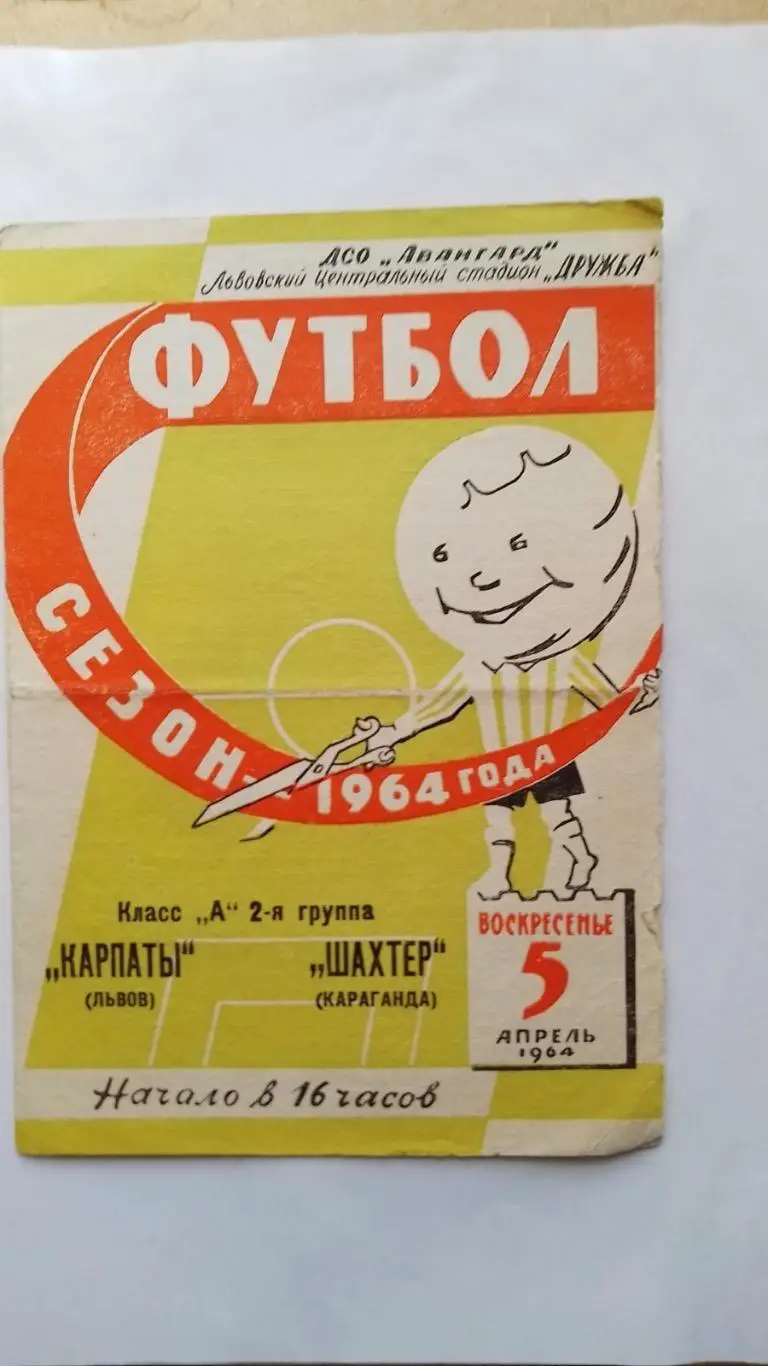 ДСО „Авангард"
Львовский центральный стадион „ДРУЖБА"
ФУТБОЛ
СЕЗОН - 1964 ГОДА
Класс „А" 2-я группа
„КАРПАТЫ" „ШАХТЕР"
(ЛЬВОВ) (КАРАГАНДА)
ВОСКРЕСЕНЬЕ
5
АПРЕЛЬ
1964
Начало в 16 часов